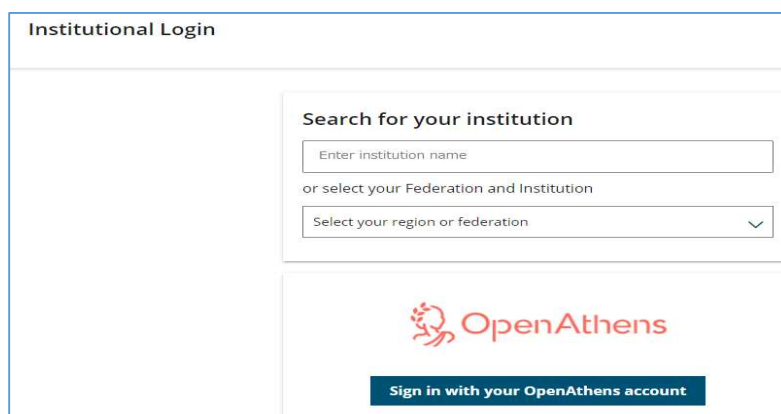 Institutional Login
Search for your institution
Enter institution name
or select your Federation and Institution
Select your region or federation
OpenAthens
Sign in with your OpenAthens account